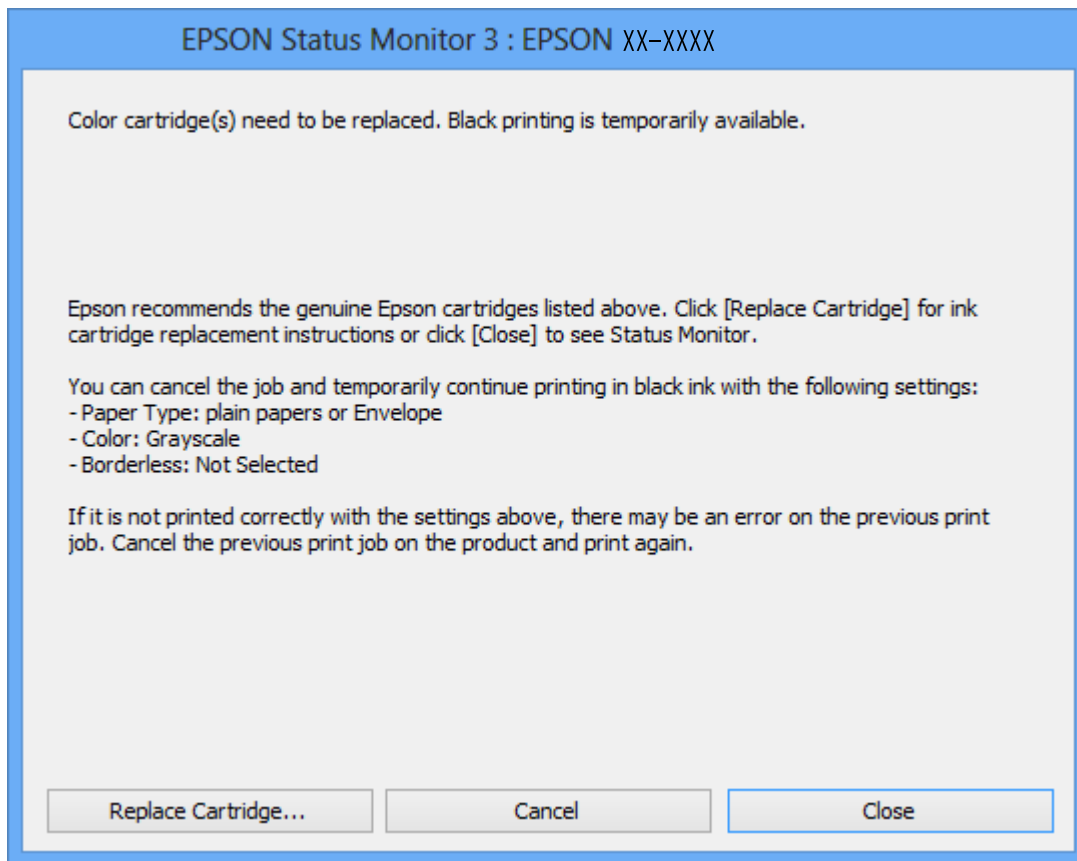 EPSON Status Monitor 3 : EPSON XX-XXXX
Color cartridge(s) need to be replaced. Black printing is temporarily available.
Epson recommends the genuine Epson cartridges listed above. Click [Replace Cartridge] for ink
cartridge replacement instructions or click [Close] to see Status Monitor.
You can cancel the job and temporarily continue printing in black ink with the following settings:
- Paper Type: plain papers or Envelope
- Color: Grayscale
- Borderless: Not Selected
If it is not printed correctly with the settings above, there may be an error on the previous print
job. Cancel the previous print job on the product and print again.
Replace Cartridge... Cancel Close